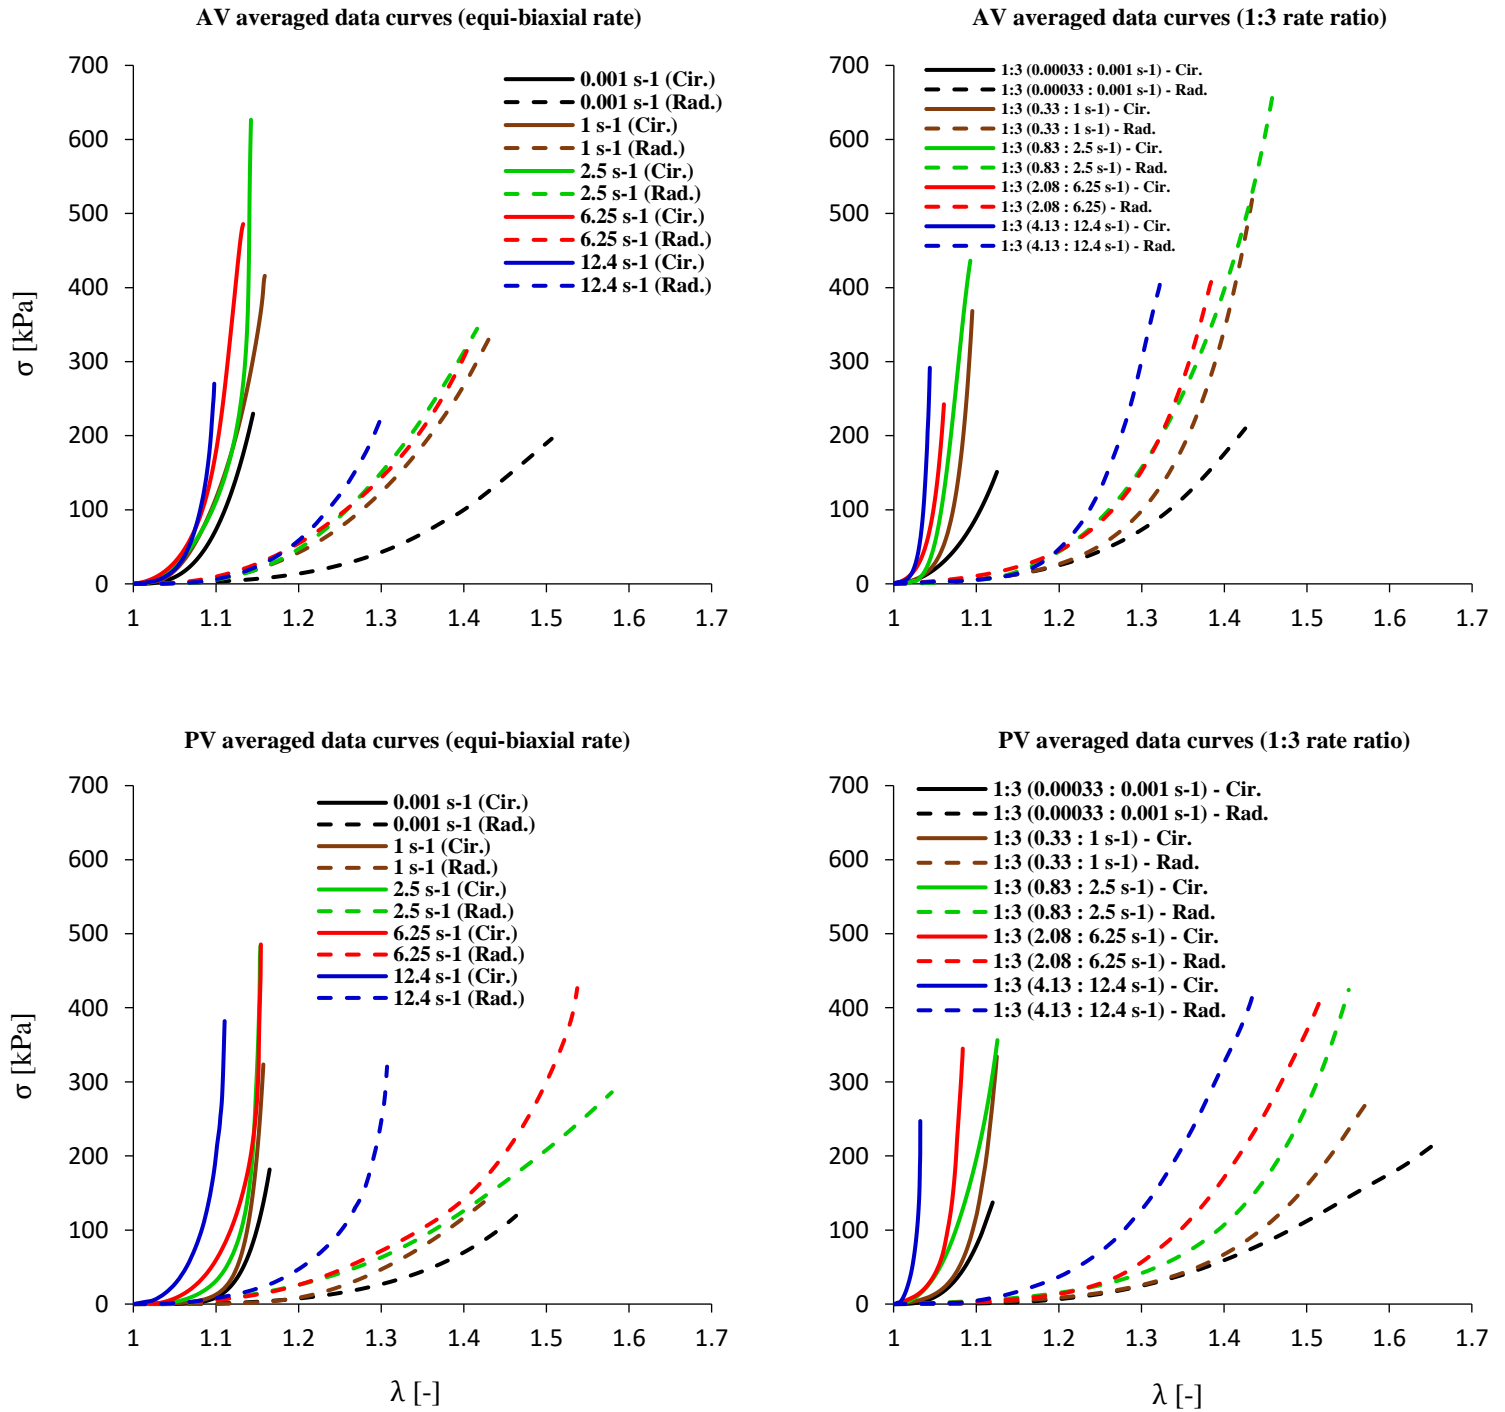 AV averaged data curves (equi-biaxial rate)
700
600
500
400
300
200
100
0
σ [kPa]
1 1.1 1.2 1.3 1.4 1.5 1.6 1.7
0.001 s-1 (Cir.)
0.001 s-1 (Rad.)
1 s-1 (Cir.)
1 s-1 (Rad.)
2.5 s-1 (Cir.)
2.5 s-1 (Rad.)
6.25 s-1 (Cir.)
6.25 s-1 (Rad.)
12.4 s-1 (Cir.)
12.4 s-1 (Rad.)
AV averaged data curves (1:3 rate ratio)
700
600
500
400
300
200
100
0
1 1.1 1.2 1.3 1.4 1.5 1.6 1.7
1:3 (0.00033 : 0.001 s-1) - Cir.
1:3 (0.00033 : 0.001 s-1) - Rad.
1:3 (0.33 : 1 s-1) - Cir.
1:3 (0.33 : 1 s-1) - Rad.
1:3 (0.83 : 2.5 s-1) - Cir.
1:3 (0.83 : 2.5 s-1) - Rad.
1:3 (2.08 : 6.25 s-1) - Cir.
1:3 (2.08 : 6.25) - Rad.
1:3 (4.13 : 12.4 s-1) - Cir.
1:3 (4.13 : 12.4 s-1) - Rad.
PV averaged data curves (equi-biaxial rate)
700
600
500
400
300
200
100
0
σ [kPa]
1 1.1 1.2 1.3 1.4 1.5 1.6 1.7
λ [-]
0.001 s-1 (Cir.)
0.001 s-1 (Rad.)
1 s-1 (Cir.)
1 s-1 (Rad.)
2.5 s-1 (Cir.)
2.5 s-1 (Rad.)
6.25 s-1 (Cir.)
6.25 s-1 (Rad.)
12.4 s-1 (Cir.)
12.4 s-1 (Rad.)
PV averaged data curves (1:3 rate ratio)
700
600
500
400
300
200
100
0
1 1.1 1.2 1.3 1.4 1.5 1.6 1.7
λ [-]
1:3 (0.00033 : 0.001 s-1) - Cir.
1:3 (0.00033 : 0.001 s-1) - Rad.
1:3 (0.33 : 1 s-1) - Cir.
1:3 (0.33 : 1 s-1) - Rad.
1:3 (0.83 : 2.5 s-1) - Cir.
1:3 (0.83 : 2.5 s-1) - Rad.
1:3 (2.08 : 6.25 s-1) - Cir.
1:3 (2.08 : 6.25 s-1) - Rad.
1:3 (4.13 : 12.4 s-1) - Cir.
1:3 (4.13 : 12.4 s-1) - Rad.